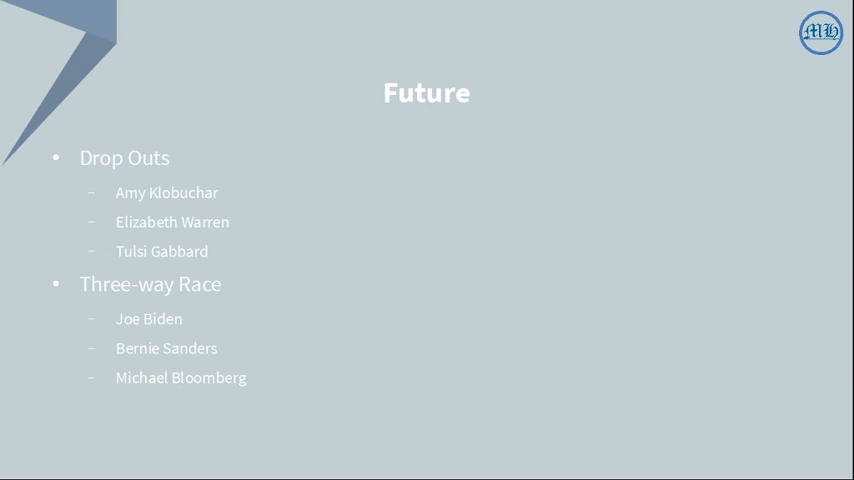 MH
Future
• Drop Outs
– Amy Klobuchar
– Elizabeth Warren
– Tulsi Gabbard
• Three-way Race
– Joe Biden
– Bernie Sanders
– Michael Bloomberg